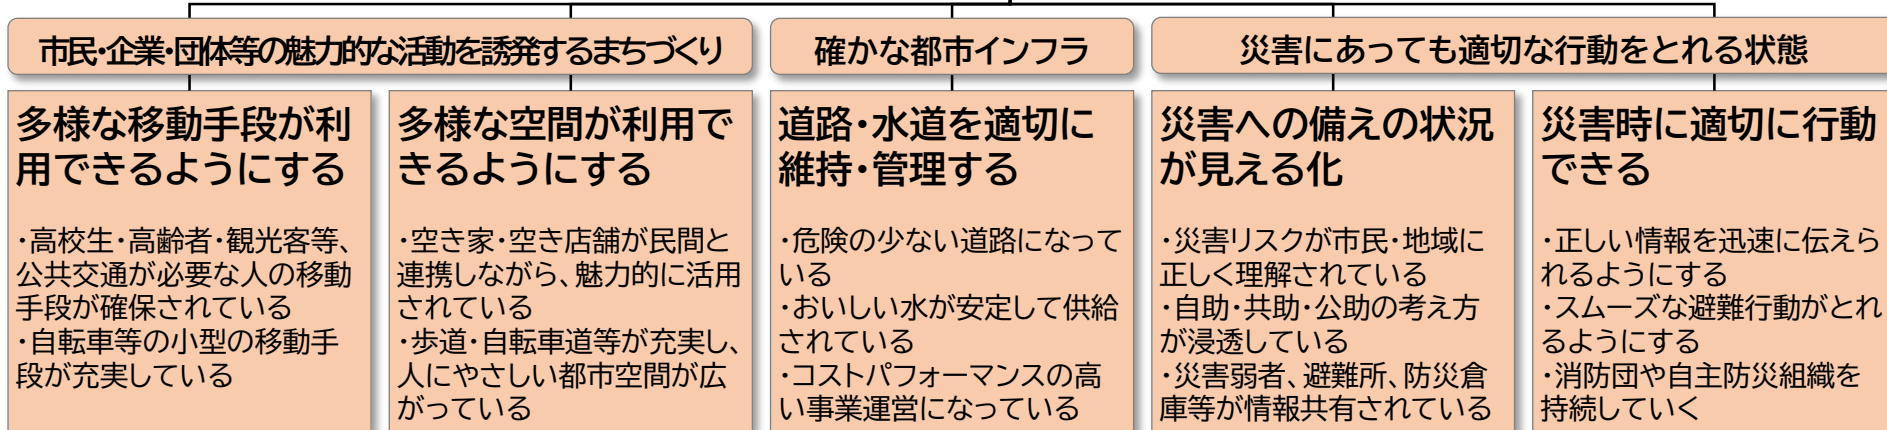 市民・企業・団体等の魅力的な活動を誘発するまちづくり
確かな都市インフラ
災害にあっても適切な行動をとれる状態
多様な移動手段が利
用できるようにする
・高校生・高齢者・観光客等、
公共交通が必要な人の移動
手段が確保されている
・自転車等の小型の移動手
段が充実している
多様な空間が利用で
きるようにする
・空き家・空き店舗が民間と
連携しながら、魅力的に活用
されている
・歩道・自転車道等が充実し、
人にやさしい都市空間が広
がっている
道路・水道を適切に
維持・管理する
・危険の少ない道路になって
いる
・おいしい水が安定して供給
されている
・コストパフォーマンスの高
い事業運営になっている
災害への備えの状況
が見える化
・災害リスクが市民・地域に
正しく理解されている
・自助・共助・公助の考え方
が浸透している
・災害弱者、避難所、防災倉
庫等が情報共有されている
災害時に適切に行動
できる
・正しい情報を迅速に伝えら
れるようにする
・スムーズな避難行動がとれ
るようにする
・消防団や自主防災組織を
持続していく